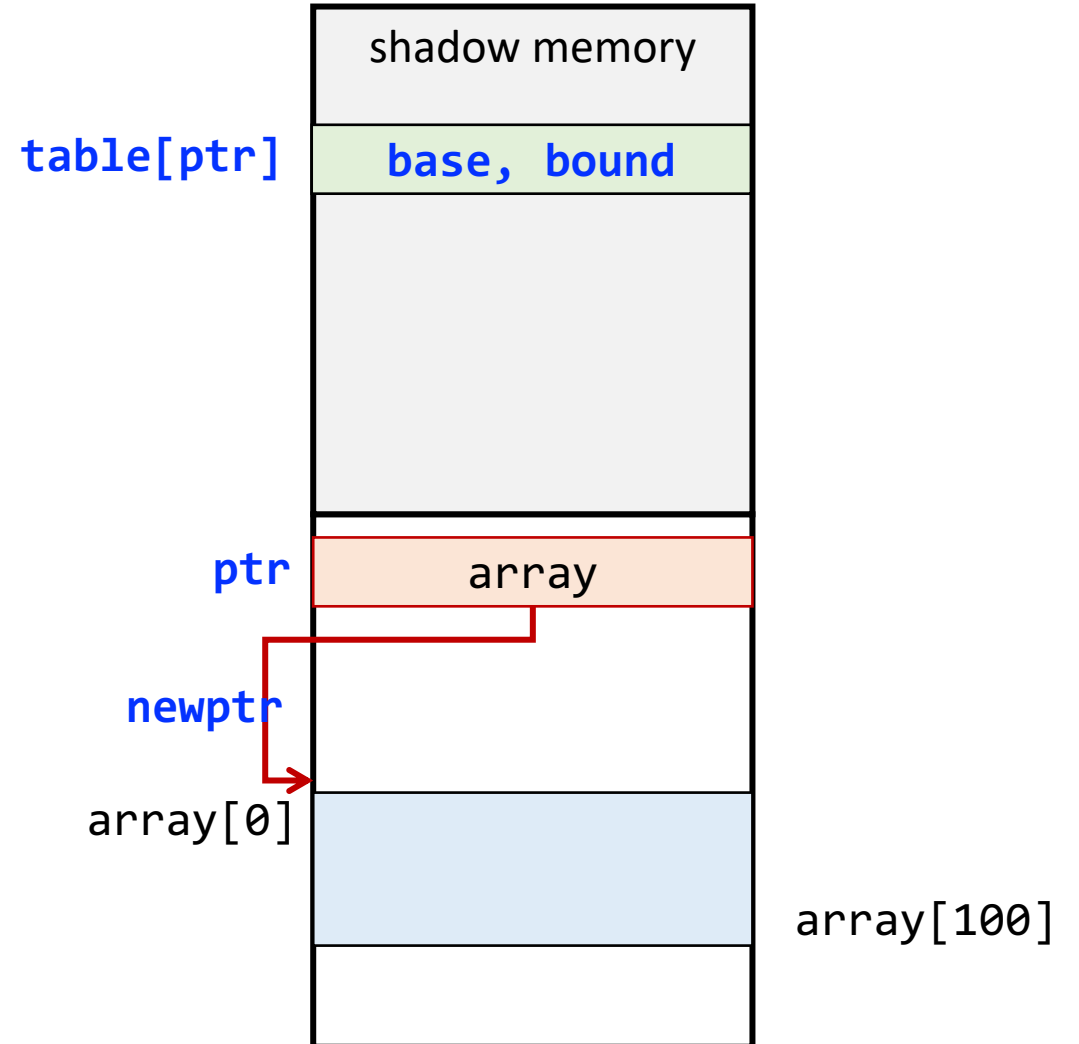 shadow memory
table[ptr] base, bound
ptr array
newptr
array[0]
array[100]